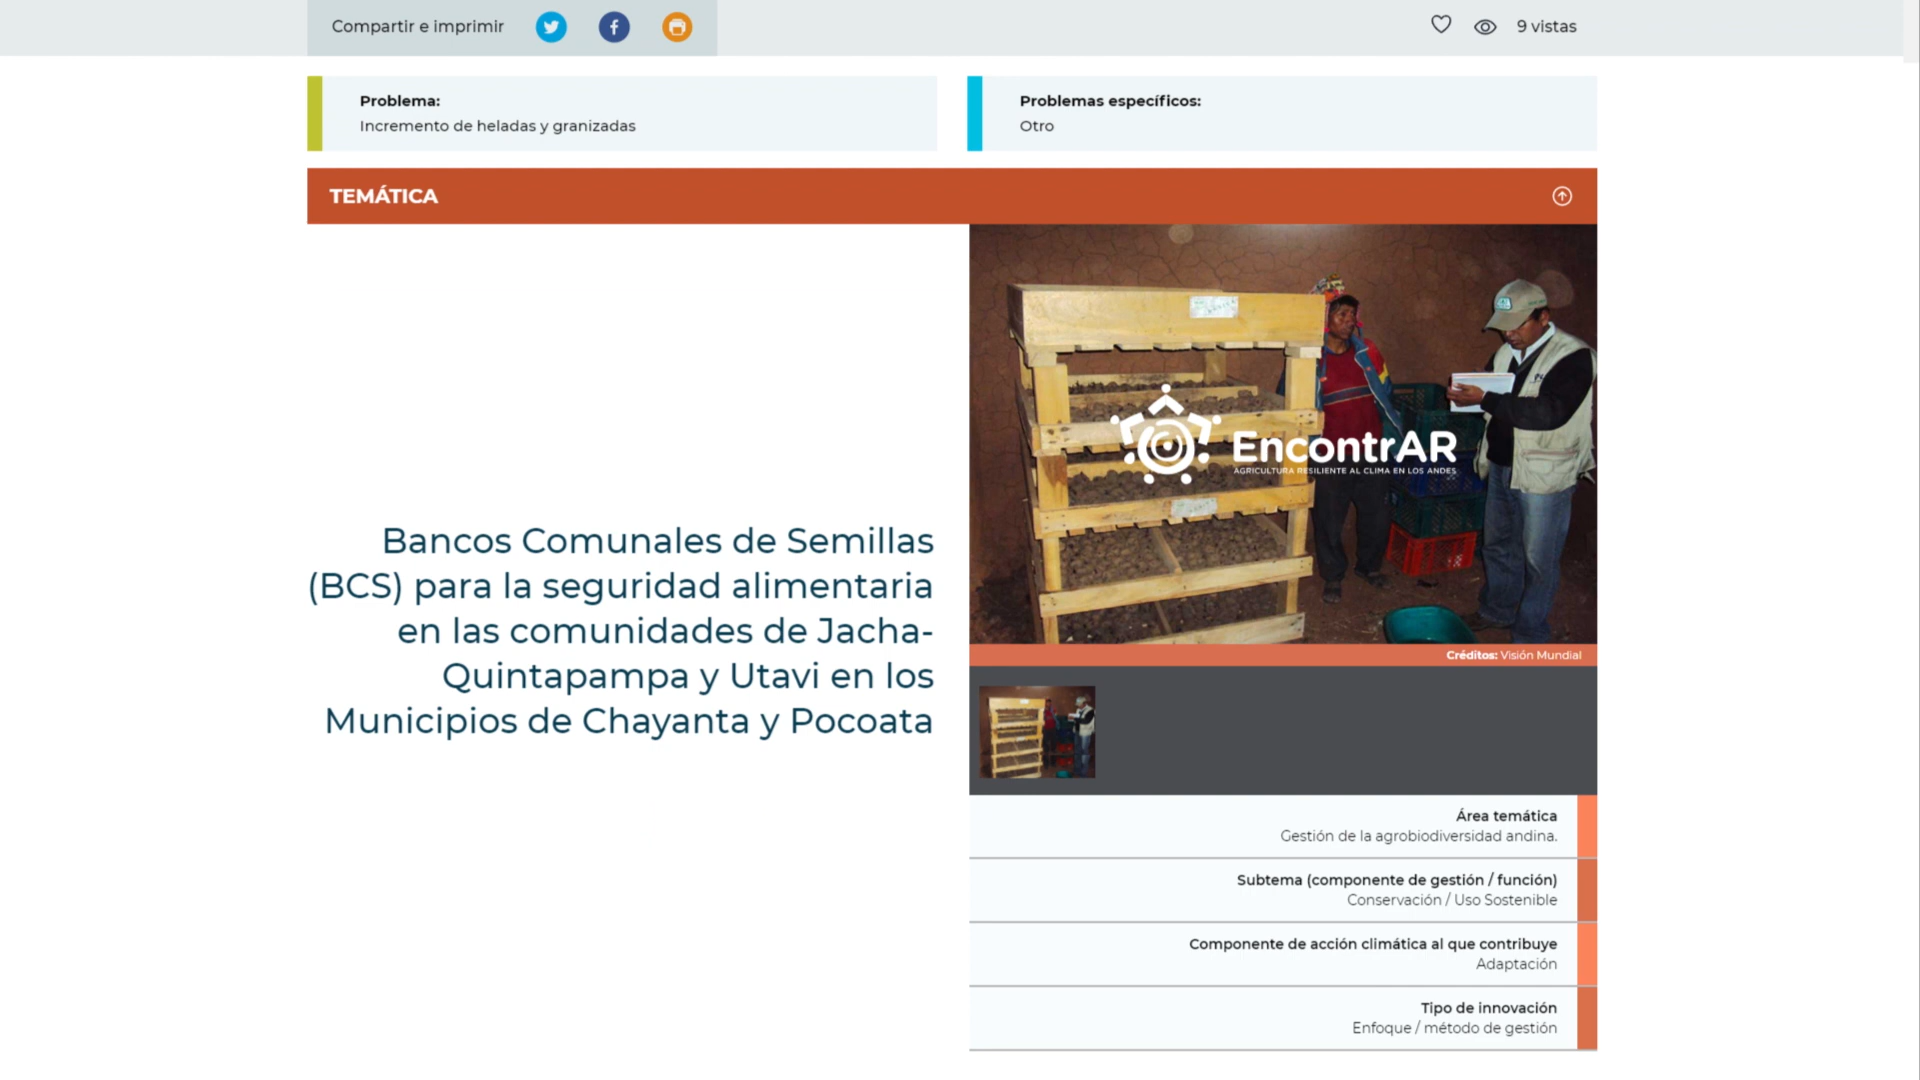 Compartir e imprimir
9 vistas
Problema:
Incremento de heladas y granizadas
Problemas específicos:
Otro
TEMÁTICA
Bancos Comunales de Semillas
(BCS) para la seguridad alimentaria
en las comunidades de Jacha-
Quintapampa y Utavi en los
Municipios de Chayanta y Pocoata
EncontrAR
AGRICULTURA RESILIENTE AL CLIMA EN LOS ANDES
Créditos: Visión Mundial
Área temática
Gestión de la agrobiodiversidad andina.
Subtema (componente de gestión / función)
Conservación / Uso Sostenible
Componente de acción climática al que contribuye
Adaptación
Tipo de innovación
Enfoque / método de gestión